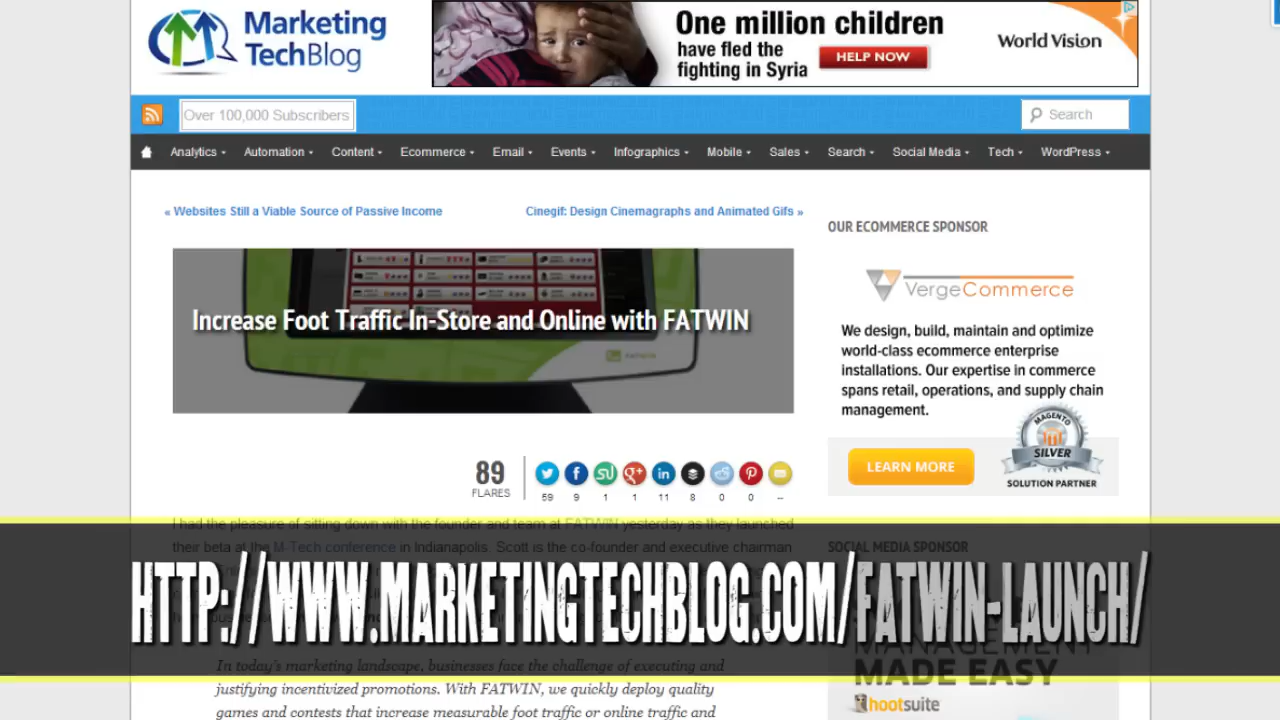 Marketing
TechBlog
One million children
have fled the
fighting in Syria
HELP NOW
World Vision
Over 100,000 Subscribers
Search
Analytics
Automation
Content
Ecommerce
Email
Events
Infographics
Mobile
Sales
Search
Social Media
Tech
WordPress
« Websites Still a Viable Source of Passive Income
Cinegif: Design Cinemagraphs and Animated Gifs »
Increase Foot Traffic In-Store and Online with FATWIN
89
FLARES
59
9
1
1
11
8
0
0
--
I had the pleasure of sitting down with the founder and team at FATWIN yesterday as they launched
their beta at the M-Tech conference in Indianapolis. Scott is the co-founder and executive chairman
HTTP://WWW.MARKETINGTECHBLOG.COM/FATWIN-LAUNCH/
In today's marketing landscape, businesses face the challenge of executing and
justifying incentivized promotions. With FATWIN, we quickly deploy quality
games and contests that increase measurable foot traffic or online traffic and
OUR ECOMMERCE SPONSOR
VergeCommerce
We design, build, maintain and optimize
world-class ecommerce enterprise
installations. Our expertise in commerce
spans retail, operations, and supply chain
management.
LEARN MORE
MAGENTO
SILVER
SOLUTION PARTNER
SOCIAL MEDIA SPONSOR
MANAGEMENT
MADE EASY
hootsuite